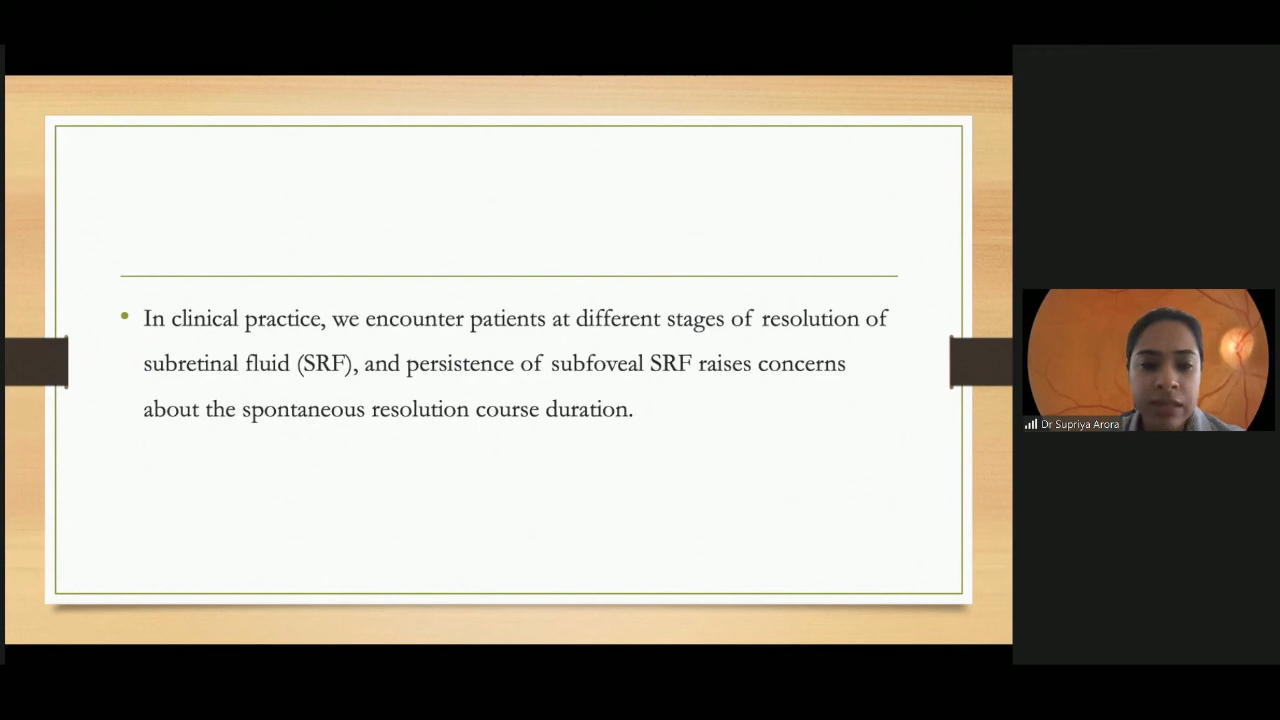 In clinical practice, we encounter patients at different stages of resolution of
subretinal fluid (SRF), and persistence of subfoveal SRF raises concerns
about the spontaneous resolution course duration.
Dr Supriya Arora